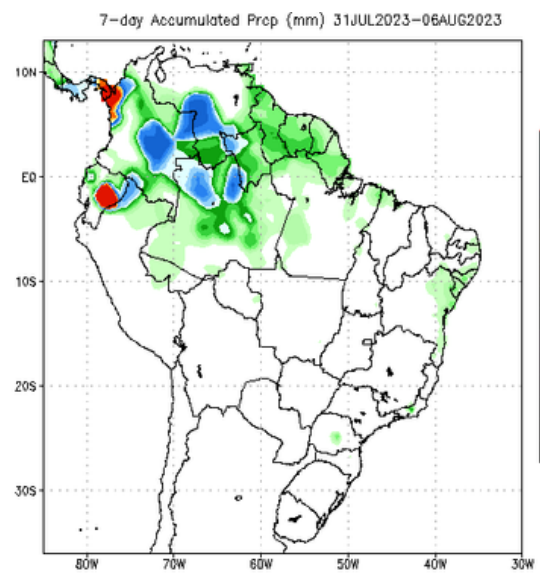 7-day Accumulated Prcp (mm) 31JUL2023-06AUG2023
10N
EQ
10S
20S
30S
80W
70W
60W
50W
40W
30W